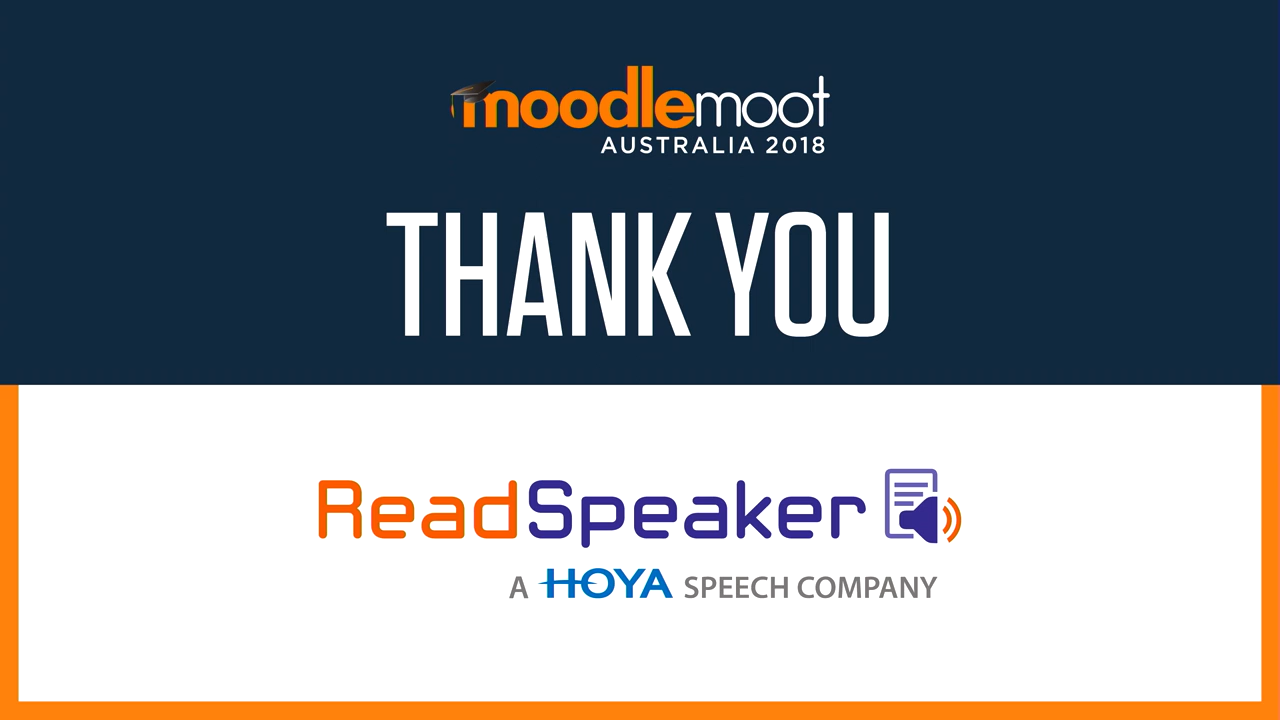 moodlemoot
AUSTRALIA 2018
THANK YOU
ReadSpeaker
A HOYA SPEECH COMPANY